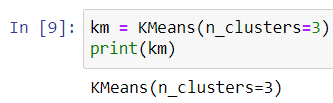 In [9]: km = KMeans(n_clusters=3)
print(km)
KMeans(n_clusters=3)